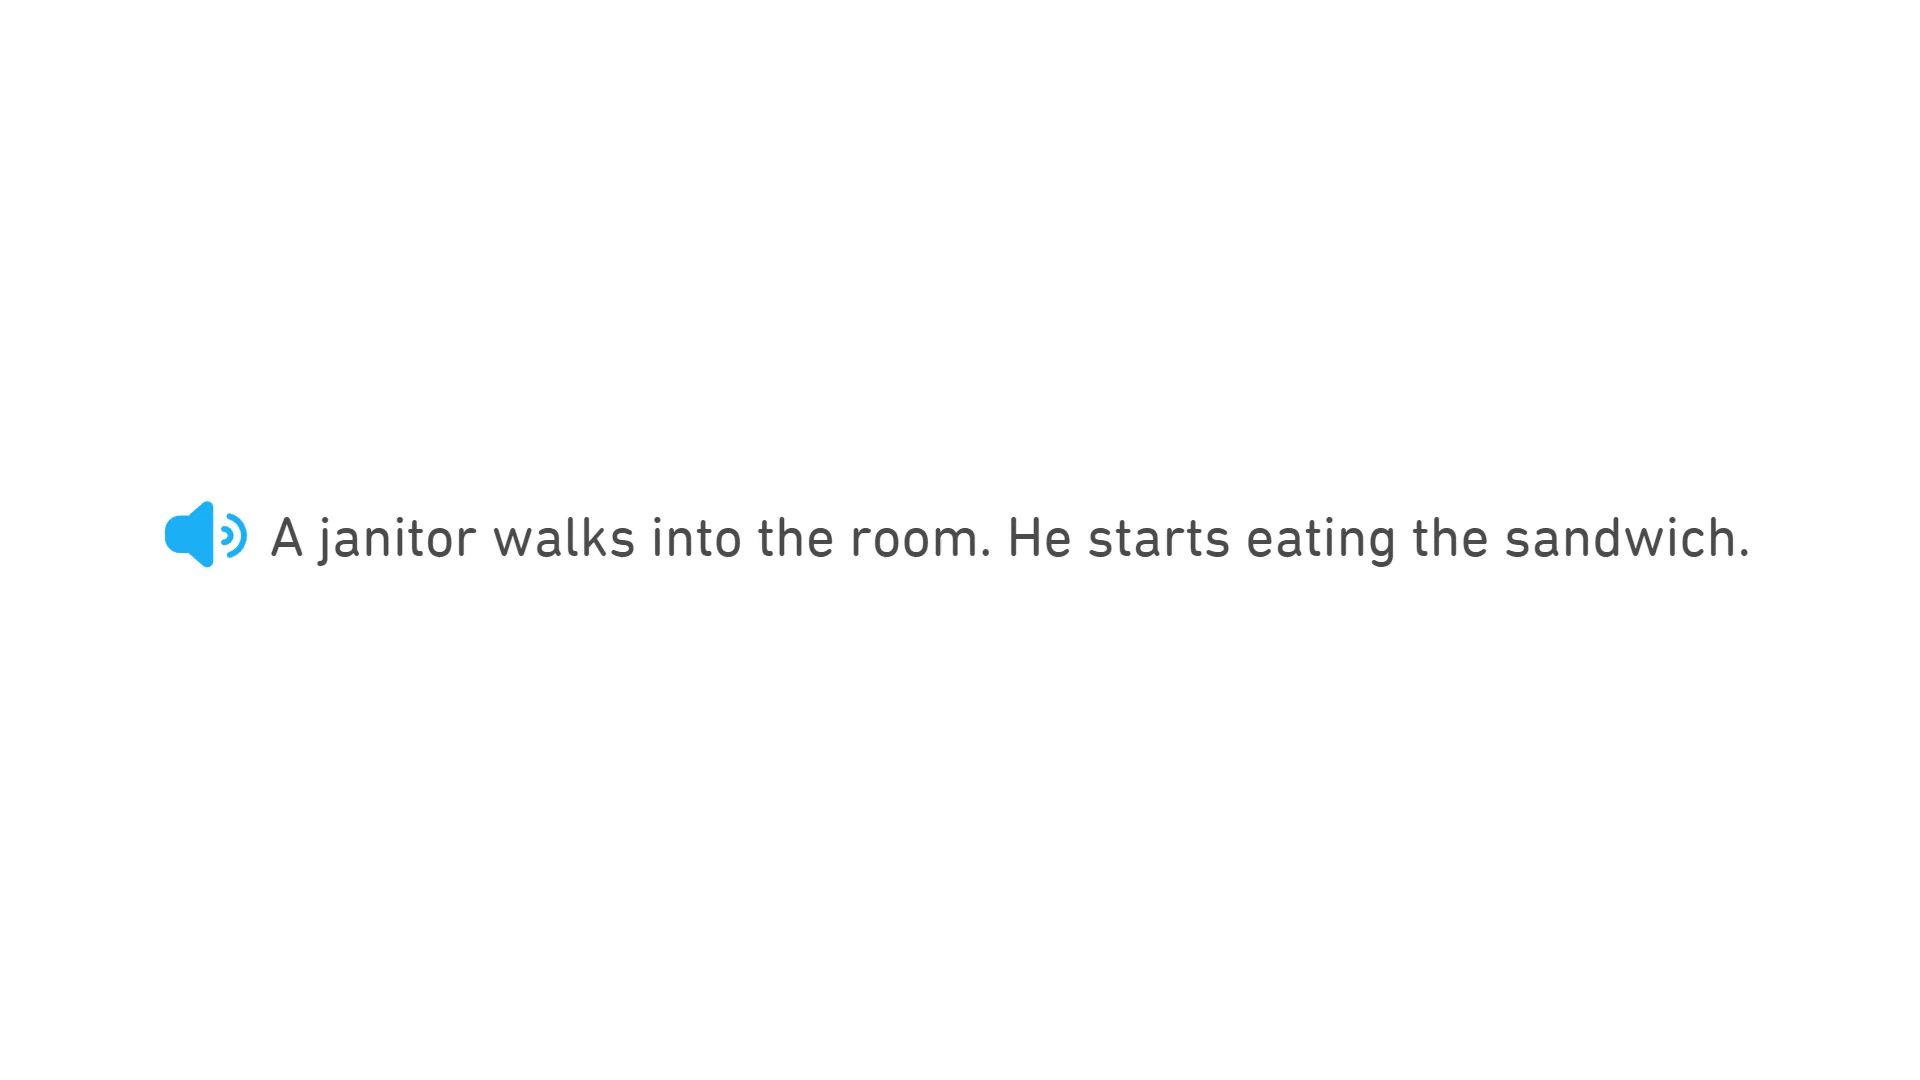 A janitor walks into the room. He starts eating the sandwich.